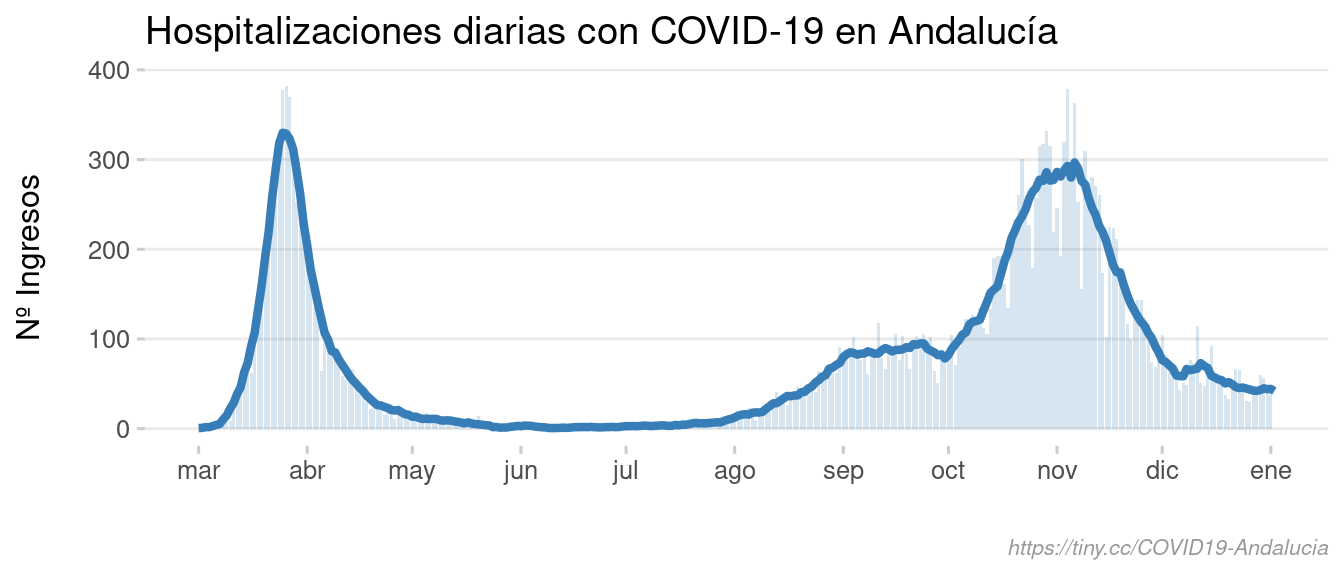 Hospitalizaciones diarias con COVID-19 en Andalucía
Nº Ingresos
400
300
200
100
0
mar abr may jun jul ago sep oct nov dic ene
https://tiny.cc/COVID19-Andalucia